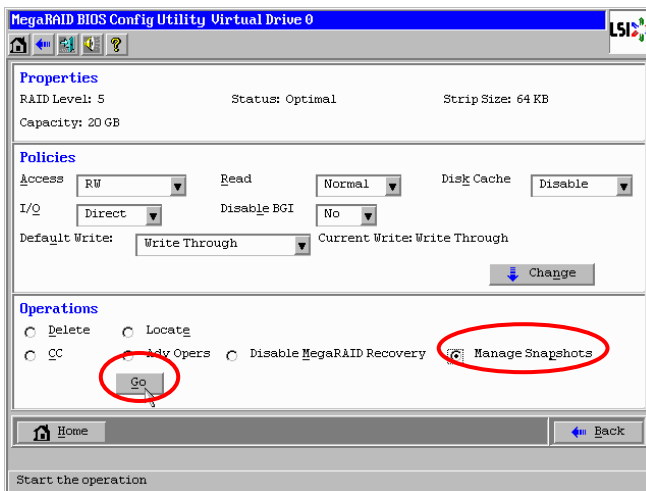 MegaRAID BIOS Config Utility Virtual Drive 0
LSI
Properties
RAID Level: 5 Status: Optimal Strip Size: 64 KB
Capacity: 20 GB
Policies
Access RW Read Normal Disk Cache Disable
I/O Direct Disable BGI No
Default Write: Write Through Current Write: Write Through
Change
Operations
Delete Locate
CC Adv Opers Disable MegaRAID Recovery Manage Snapshots
Go
Home Back
Start the operation